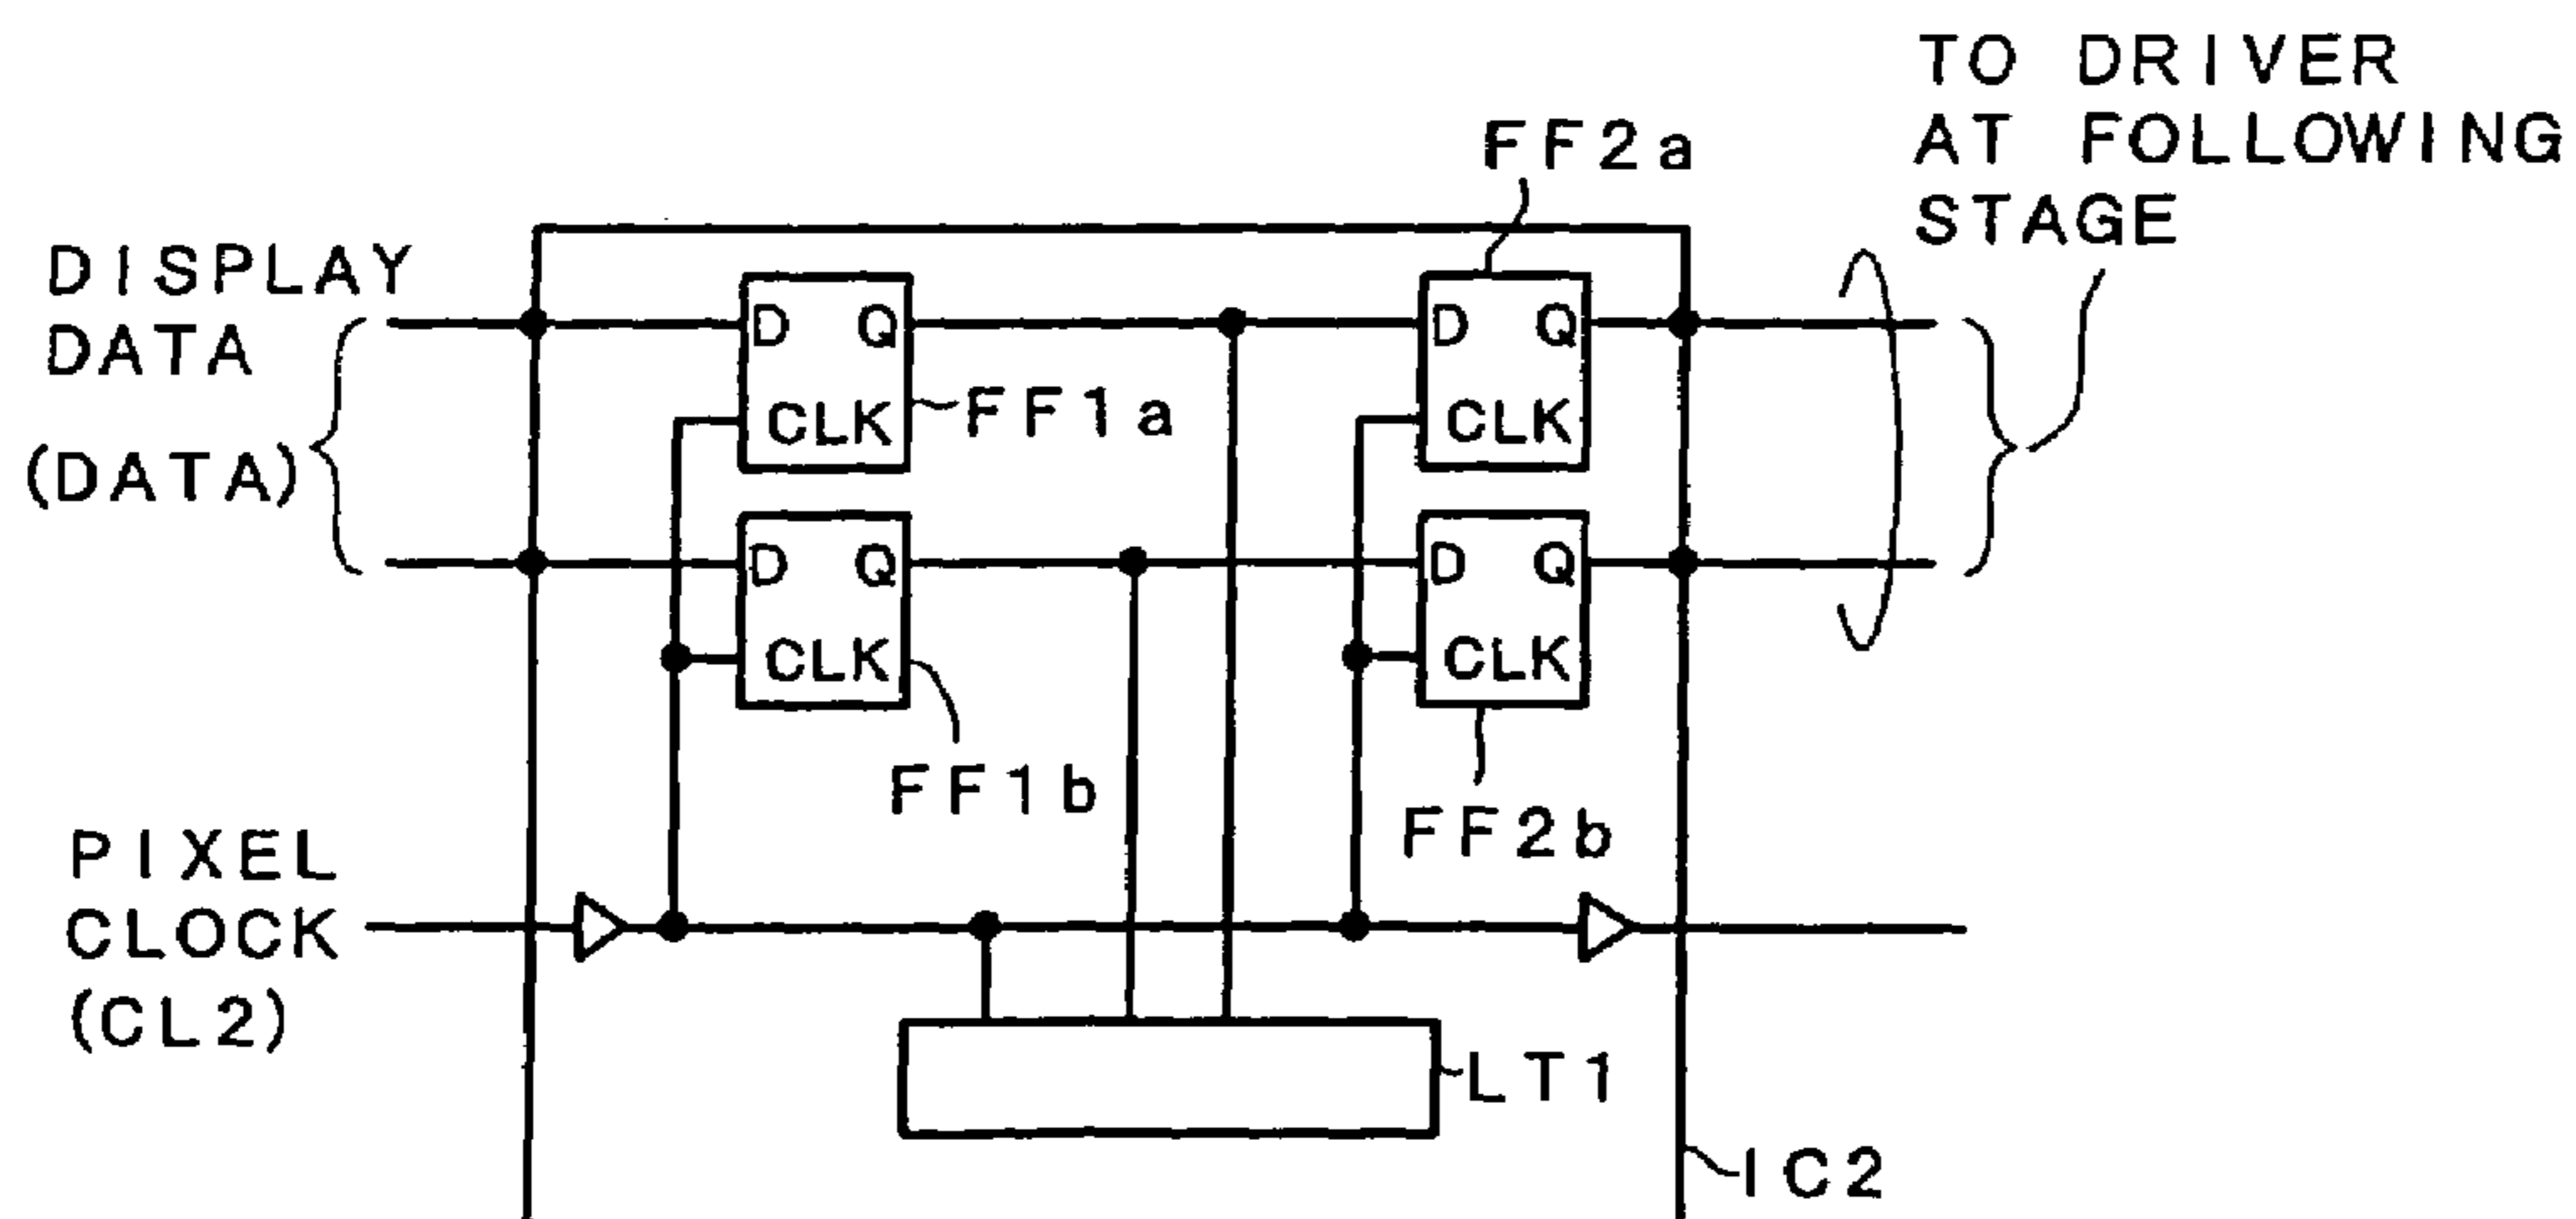 TO DRIVER
AT FOLLOWING
STAGE
FF2a
DISPLAY
DATA
(DATA)
D Q
CLK
FF1a
D Q
CLK
D Q
CLK
FF1b
D Q
CLK
FF2b
PIXEL
CLOCK
(CL2)
LT1
IC2